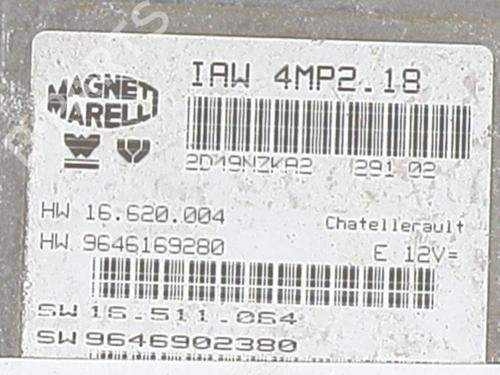 MAGNETI
MARELLI
IAW 4MP2.18
2D49NZKA2 291 02
HW 16.620.004
Chatellerault
HW 9646169280
E 12V=
SW 16.511.064
SW 9646902380